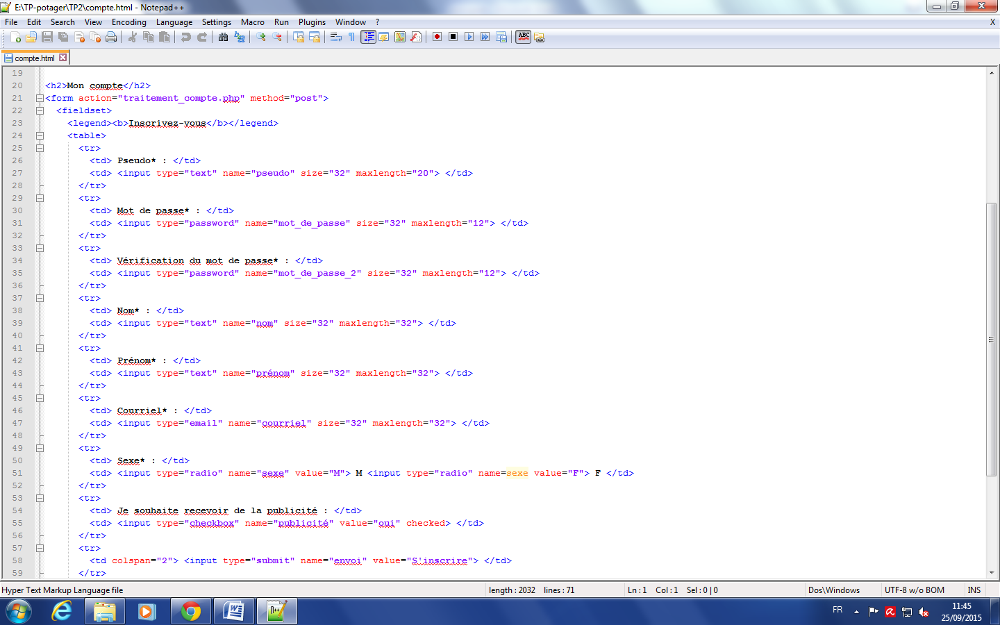 E:\TP-potager\TP2\compte.html - Notepad++
File Edit Search View Encoding Language Settings Macro Run Plugins Window ? X
ABC
compte.html
19
20 <h2>Mon compte</h2>
21 <form action="traitement_compte.php" method="post">
22 <fieldset>
23 <legend><b>Inscrivez-vous</b></legend>
24 <table>
25 <tr>
26 <td> Pseudo* : </td>
27 <td> <input type="text" name="pseudo" size="32" maxlength="20"> </td>
28 </tr>
29 <tr>
30 <td> Mot de passe* : </td>
31 <td> <input type="password" name="mot_de_passe" size="32" maxlength="12"> </td>
32 </tr>
33 <tr>
34 <td> Vérification du mot de passe* : </td>
35 <td> <input type="password" name="mot_de_passe_2" size="32" maxlength="12"> </td>
36 </tr>
37 <tr>
38 <td> Nom* : </td>
39 <td> <input type="text" name="nom" size="32" maxlength="32"> </td>
40 </tr>
41 <tr>
42 <td> Prénom* : </td>
43 <td> <input type="text" name="prénom" size="32" maxlength="32"> </td>
44 </tr>
45 <tr>
46 <td> Courriel* : </td>
47 <td> <input type="email" name="courriel" size="32" maxlength="32"> </td>
48 </tr>
49 <tr>
50 <td> Sexe* : </td>
51 <td> <input type="radio" name="sexe" value="M"> M <input type="radio" name=sexe value="F"> F </td>
52 </tr>
53 <tr>
54 <td> Je souhaite recevoir de la publicité : </td>
55 <td> <input type="checkbox" name="publicité" value="oui" checked> </td>
56 </tr>
57 <tr>
58 <td colspan="2"> <input type="submit" name="envoi" value="S'inscrire"> </td>
59 </tr>
Hyper Text Markup Language file length : 2032 lines : 71 Ln : 1 Col : 1 Sel : 0 | 0 Dos\Windows UTF-8 w/o BOM INS
FR 11:45
25/09/2015